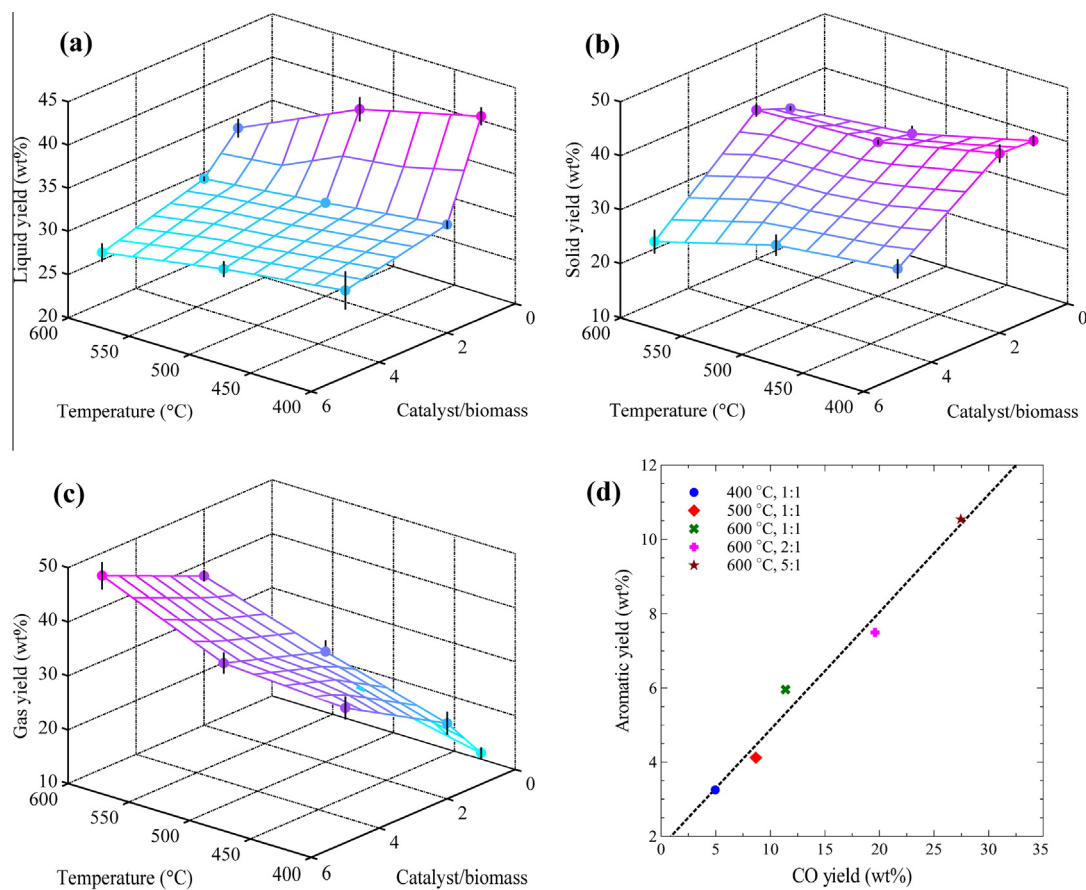 (a)
45
40
35
30
25
20
Liquid yield (wt%)
600
550
500
450
400
Temperature (°C)
6
4
2
0
Catalyst/biomass
(b)
50
40
30
20
10
Solid yield (wt%)
600
550
500
450
400
Temperature (°C)
6
4
2
0
Catalyst/biomass
(c)
50
40
30
20
10
Gas yield (wt%)
600
550
500
450
400
Temperature (°C)
6
4
2
0
Catalyst/biomass
(d)
12
10
8
6
4
2
Aromatic yield (wt%)
400 °C, 1:1
500 °C, 1:1
600 °C, 1:1
600 °C, 2:1
600 °C, 5:1
0 5 10 15 20 25 30 35
CO yield (wt%)